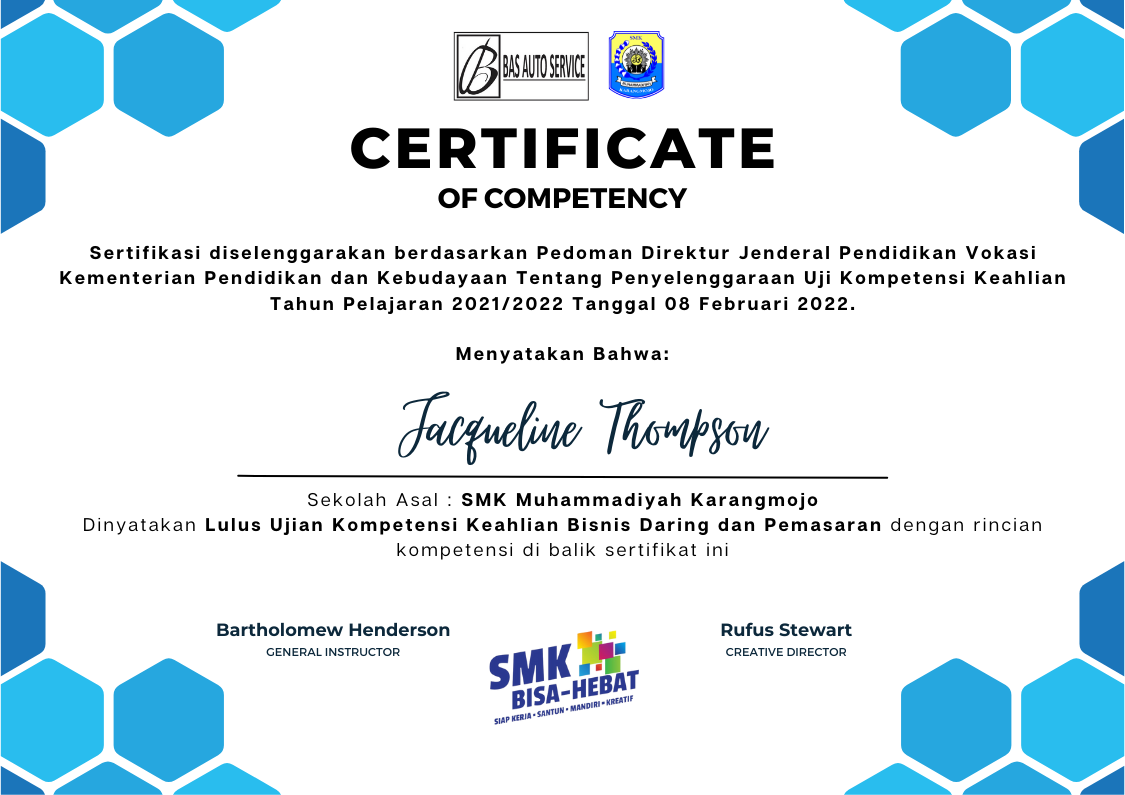 BAS AUTO SERVICE
SMK
KARANGMOJO
CERTIFICATE
OF COMPETENCY
Sertifikasi diselenggarakan berdasarkan Pedoman Direktur Jenderal Pendidikan Vokasi
Kementerian Pendidikan dan Kebudayaan Tentang Penyelenggaraan Uji Kompetensi Keahlian
Tahun Pelajaran 2021/2022 Tanggal 08 Februari 2022.
Menyatakan Bahwa:
Jacqueline Thompson
Sekolah Asal : SMK Muhammadiyah Karangmojo
Dinyatakan Lulus Ujian Kompetensi Keahlian Bisnis Daring dan Pemasaran dengan rincian
kompetensi di balik sertifikat ini
Bartholomew Henderson
GENERAL INSTRUCTOR
Rufus Stewart
CREATIVE DIRECTOR
SMK
BISA-HEBAT
SIAP KERJA • SANTUN • MANDIRI • KREATIF